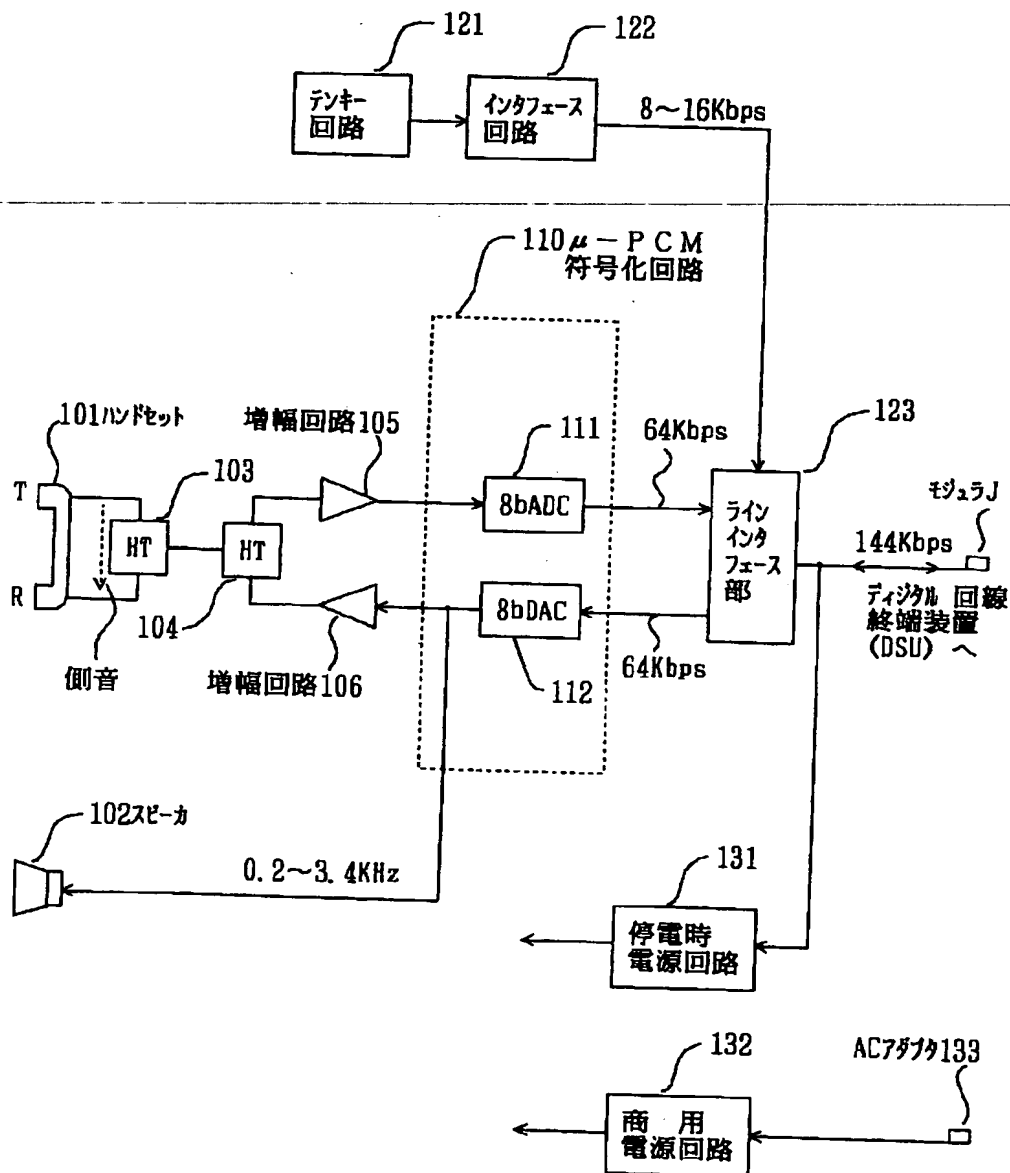 121
122
テンキー
回路
インタフェース
回路
8～16Kbps
110μ－PCM
符号化回路
101ハンドセット
増幅回路105
111
64Kbps
123
T
103
8bADC
モジュラJ
HT
HT
ライン
インタ
フェース
部
144Kbps
R
104
8bDAC
ディジタル 回線
終端装置
(DSU) へ
側音
増幅回路106
112
64Kbps
102スピーカ
0.2～3.4KHz
131
停電時
電源回路
132
ACアダプタ133
商 用
電源回路